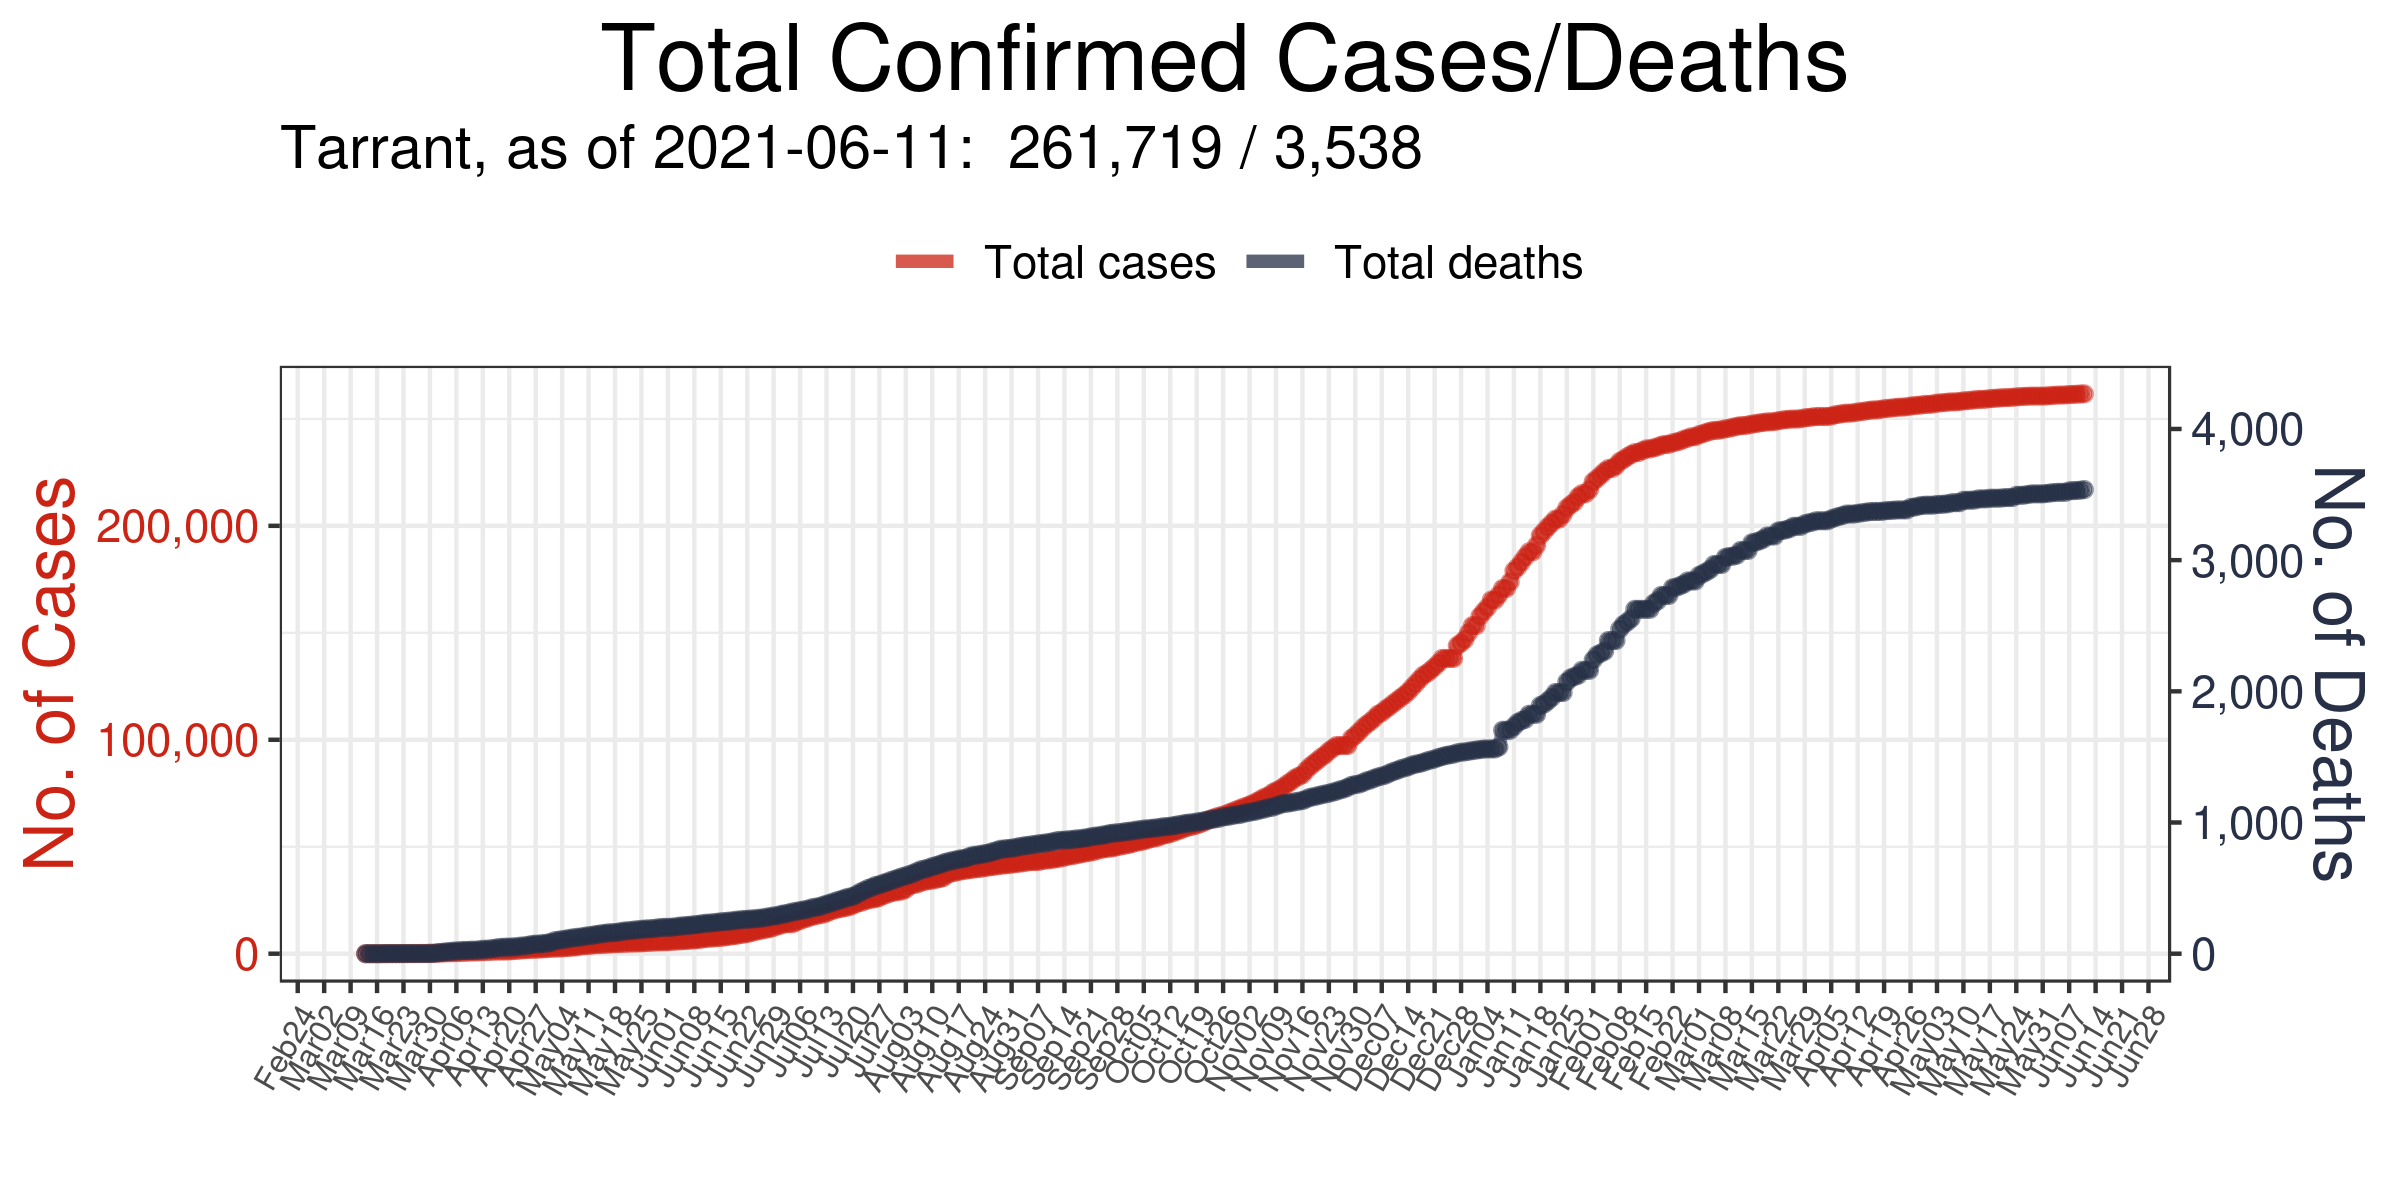 Total Confirmed Cases/Deaths
Tarrant, as of 2021-06-11:  261,719 / 3,538
Total cases
Total deaths
No. of Cases
200,000
100,000
0
4,000
3,000
2,000
1,000
0
No. of Deaths
Feb24
Mar02
Mar09
Mar16
Mar23
Mar30
Apr06
Apr13
Apr20
Apr27
May04
May11
May18
May25
Jun01
Jun08
Jun15
Jun22
Jun29
Jul06
Jul13
Jul20
Jul27
Aug03
Aug10
Aug17
Aug24
Aug31
Sep07
Sep14
Sep21
Sep28
Oct05
Oct12
Oct19
Oct26
Nov02
Nov09
Nov16
Nov23
Nov30
Dec07
Dec14
Dec21
Dec28
Jan04
Jan11
Jan18
Jan25
Feb01
Feb08
Feb15
Feb22
Mar01
Mar08
Mar15
Mar22
Mar29
Apr05
Apr12
Apr19
Apr26
May03
May10
May17
May24
May31
Jun07
Jun14
Jun21
Jun28